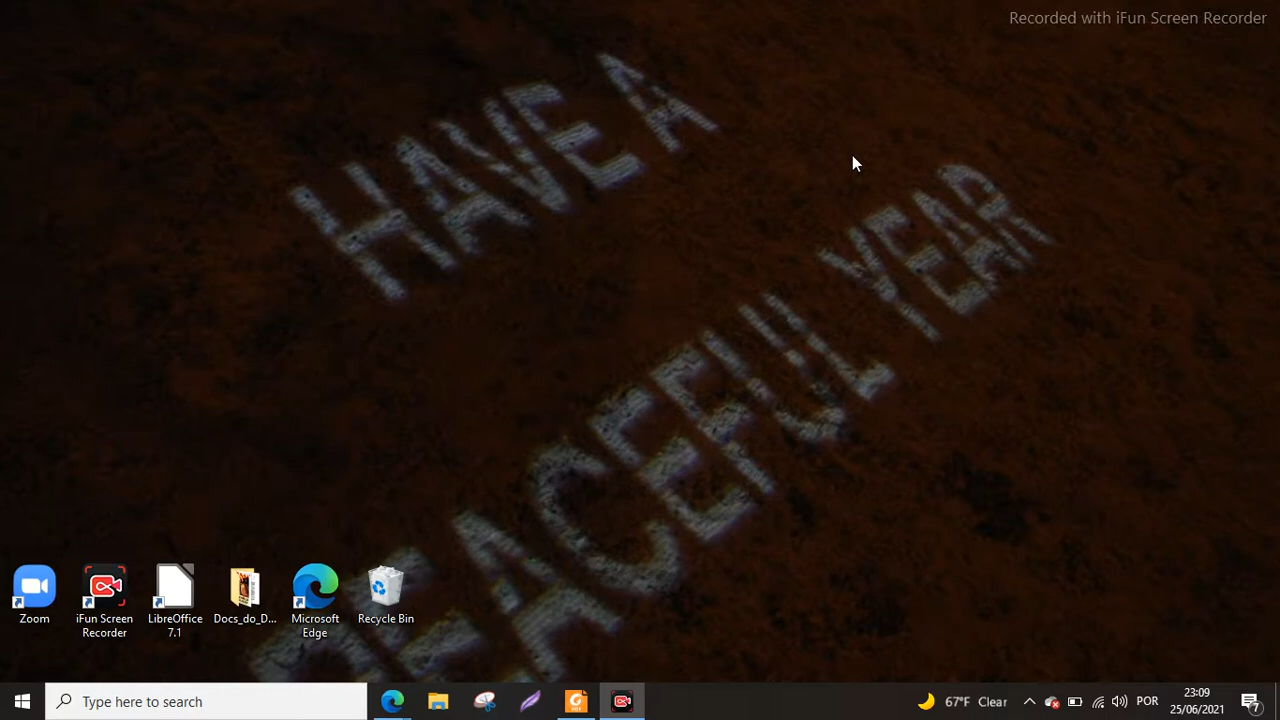 Recorded with iFun Screen Recorder
HAVE A
PEACEFUL YEAR
Zoom
iFun Screen
Recorder
LibreOffice
7.1
Docs_do_D...
Microsoft
Edge
Recycle Bin
Type here to search
67°F Clear
POR
23:09
25/06/2021
7